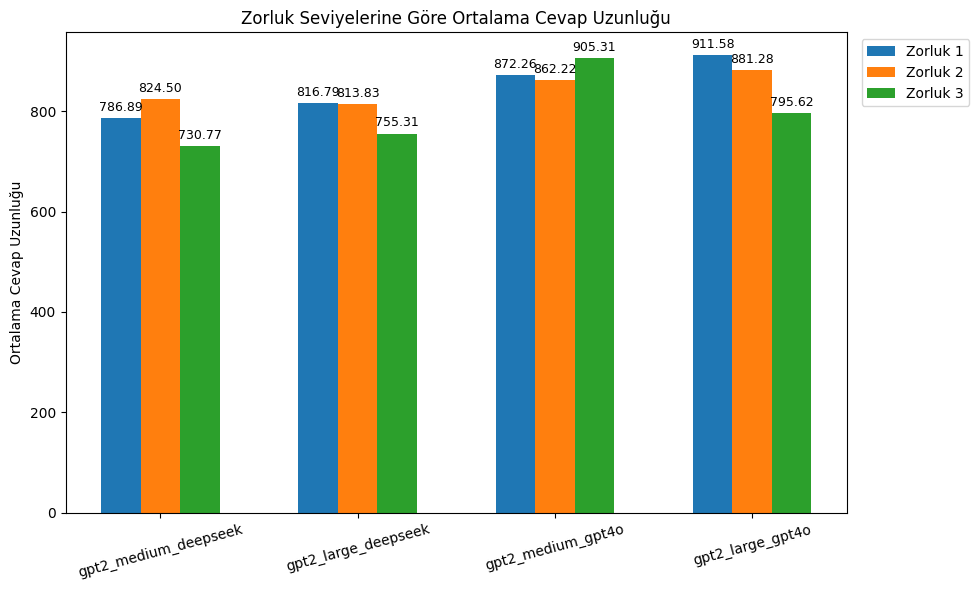 Zorluk Seviyelerine Göre Ortalama Cevap Uzunluğu
Zorluk 1
Zorluk 2
Zorluk 3
Ortalama Cevap Uzunluğu
800
600
400
200
0
786.89
824.50
730.77
816.79
813.83
755.31
872.26
862.22
905.31
911.58
881.28
795.62
gpt2_medium_deepseek
gpt2_large_deepseek
gpt2_medium_gpt4o
gpt2_large_gpt4o